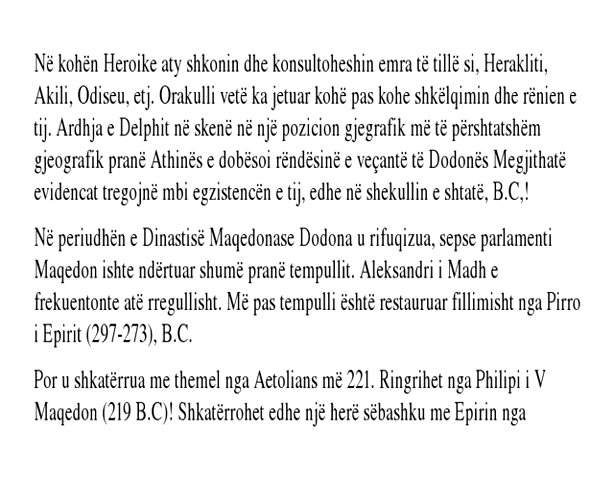 Në kohën Heroike aty shkonin dhe konsultoheshin emra të tillë si, Herakliti,
Akili, Odiseu, etj. Orakulli vetë ka jetuar kohë pas kohe shkëlqimin dhe rënien e
tij. Ardhja e Delphit në skenë në një pozicion gjegrafik më të përshtatshëm
gjeografik pranë Athinës e dobësoi rëndësinë e veçantë të Dodonës Megjithatë
evidencat tregojnë mbi egzistencën e tij, edhe në shekullin e shtatë, B.C,!
Në periudhën e Dinastisë Maqedonase Dodona u rifuqizua, sepse parlamenti
Maqedon ishte ndërtuar shumë pranë tempullit. Aleksandri i Madh e
frekuentonte atë rregullisht. Më pas tempulli është restauruar fillimisht nga Pirro
i Epirit (297-273), B.C.
Por u shkatërrua me themel nga Aetolians më 221. Ringrihet nga Philipi i V
Maqedon (219 B.C)! Shkatërrohet edhe një herë sëbashku me Epirin nga